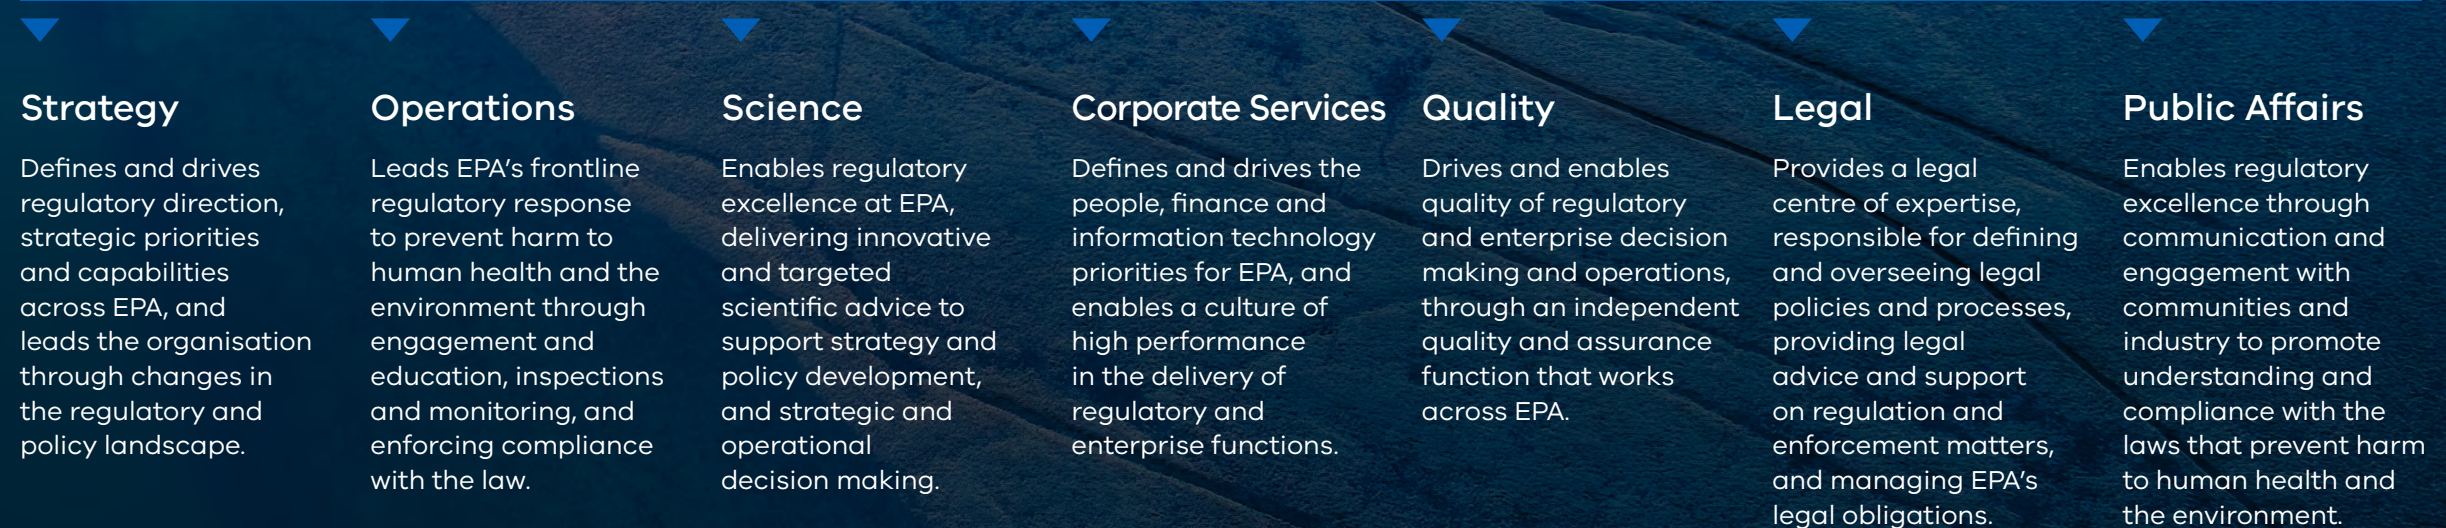 Strategy
Defines and drives
regulatory direction,
strategic priorities
and capabilities
across EPA, and
leads the organisation
through changes in
the regulatory and
policy landscape.
Operations
Leads EPA’s frontline
regulatory response
to prevent harm to
human health and the
environment through
engagement and
education, inspections
and monitoring, and
enforcing compliance
with the law.
Science
Enables regulatory
excellence at EPA,
delivering innovative
and targeted
scientific advice to
support strategy and
policy development,
and strategic and
operational
decision making.
Corporate Services
Defines and drives the
people, finance and
information technology
priorities for EPA, and
enables a culture of
high performance
in the delivery of
regulatory and
enterprise functions.
Quality
Drives and enables
quality of regulatory
and enterprise decision
making and operations,
through an independent
quality and assurance
function that works
across EPA.
Legal
Provides a legal
centre of expertise,
responsible for defining
and overseeing legal
policies and processes,
providing legal
advice and support
on regulation and
enforcement matters,
and managing EPA’s
legal obligations.
Public Affairs
Enables regulatory
excellence through
communication and
engagement with
communities and
industry to promote
understanding and
compliance with the
laws that prevent harm
to human health and
the environment.